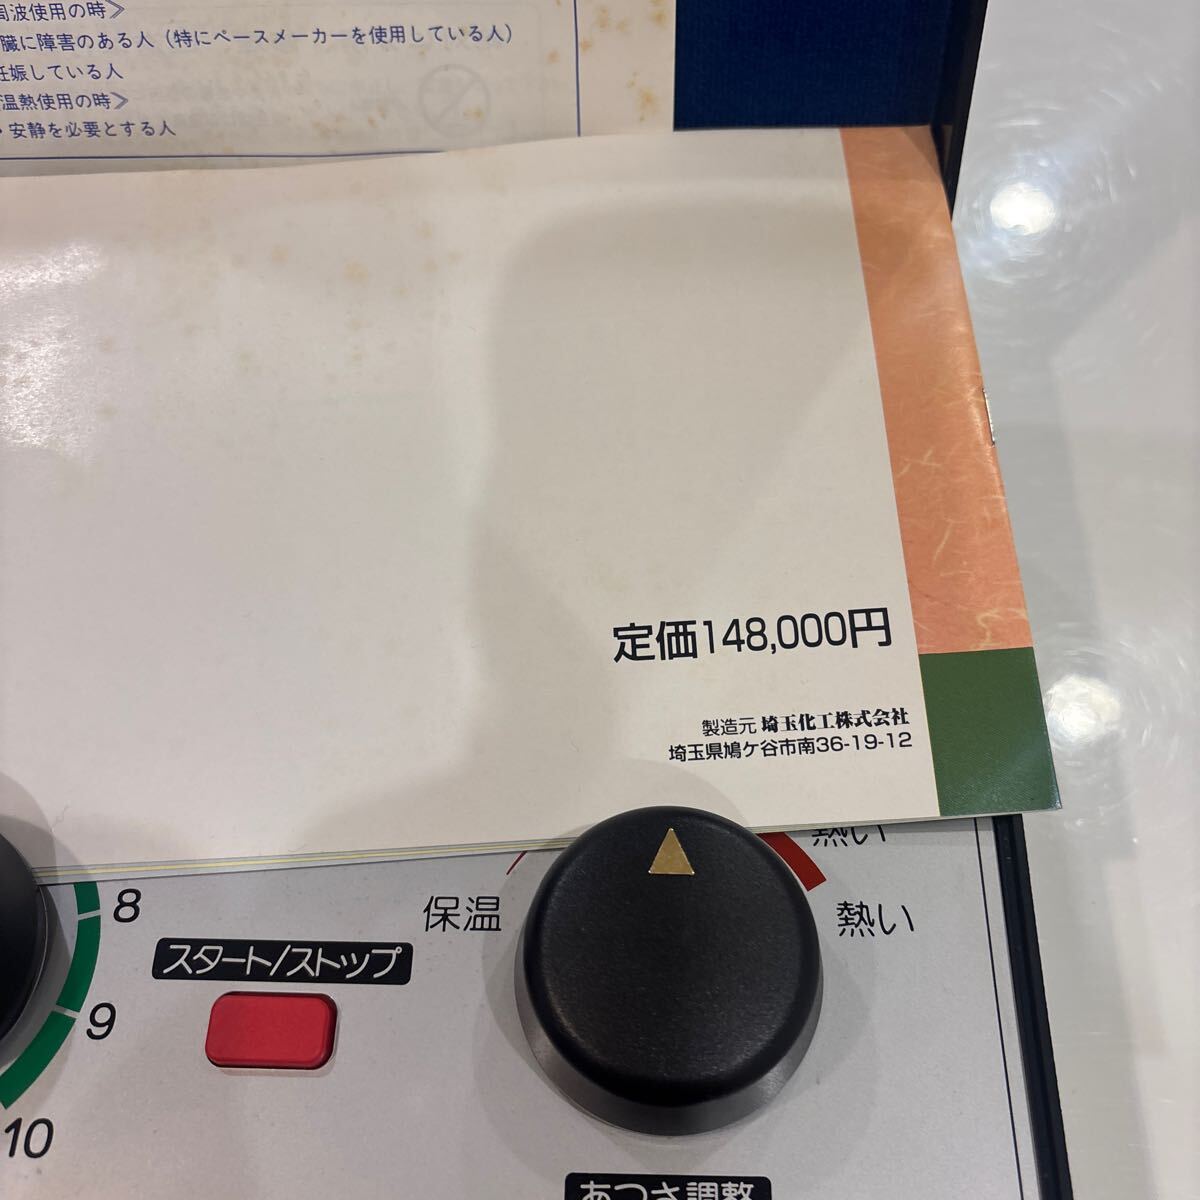 周波使用の時≫
臓に障害のある人（特にペースメーカーを使用している人）
妊娠している人
温熱使用の時≫
・安静を必要とする人
定価148,000円
製造元 埼玉化工株式会社
埼玉県鳩ケ谷市南36-19-12
熱い
8
保温
熱い
スタート/ストップ
9
10
あつさ調整